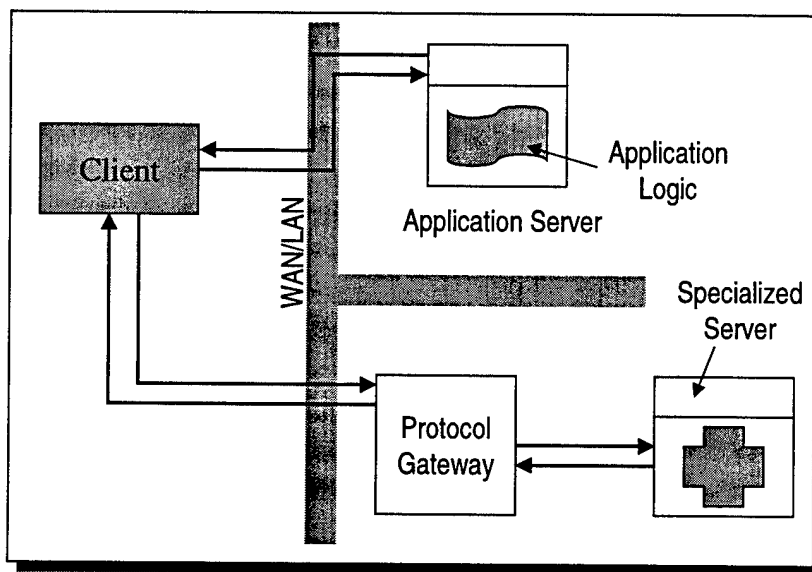 Client
WAN/LAN
Application
Logic
Application Server
Specialized
Server
Protocol
Gateway